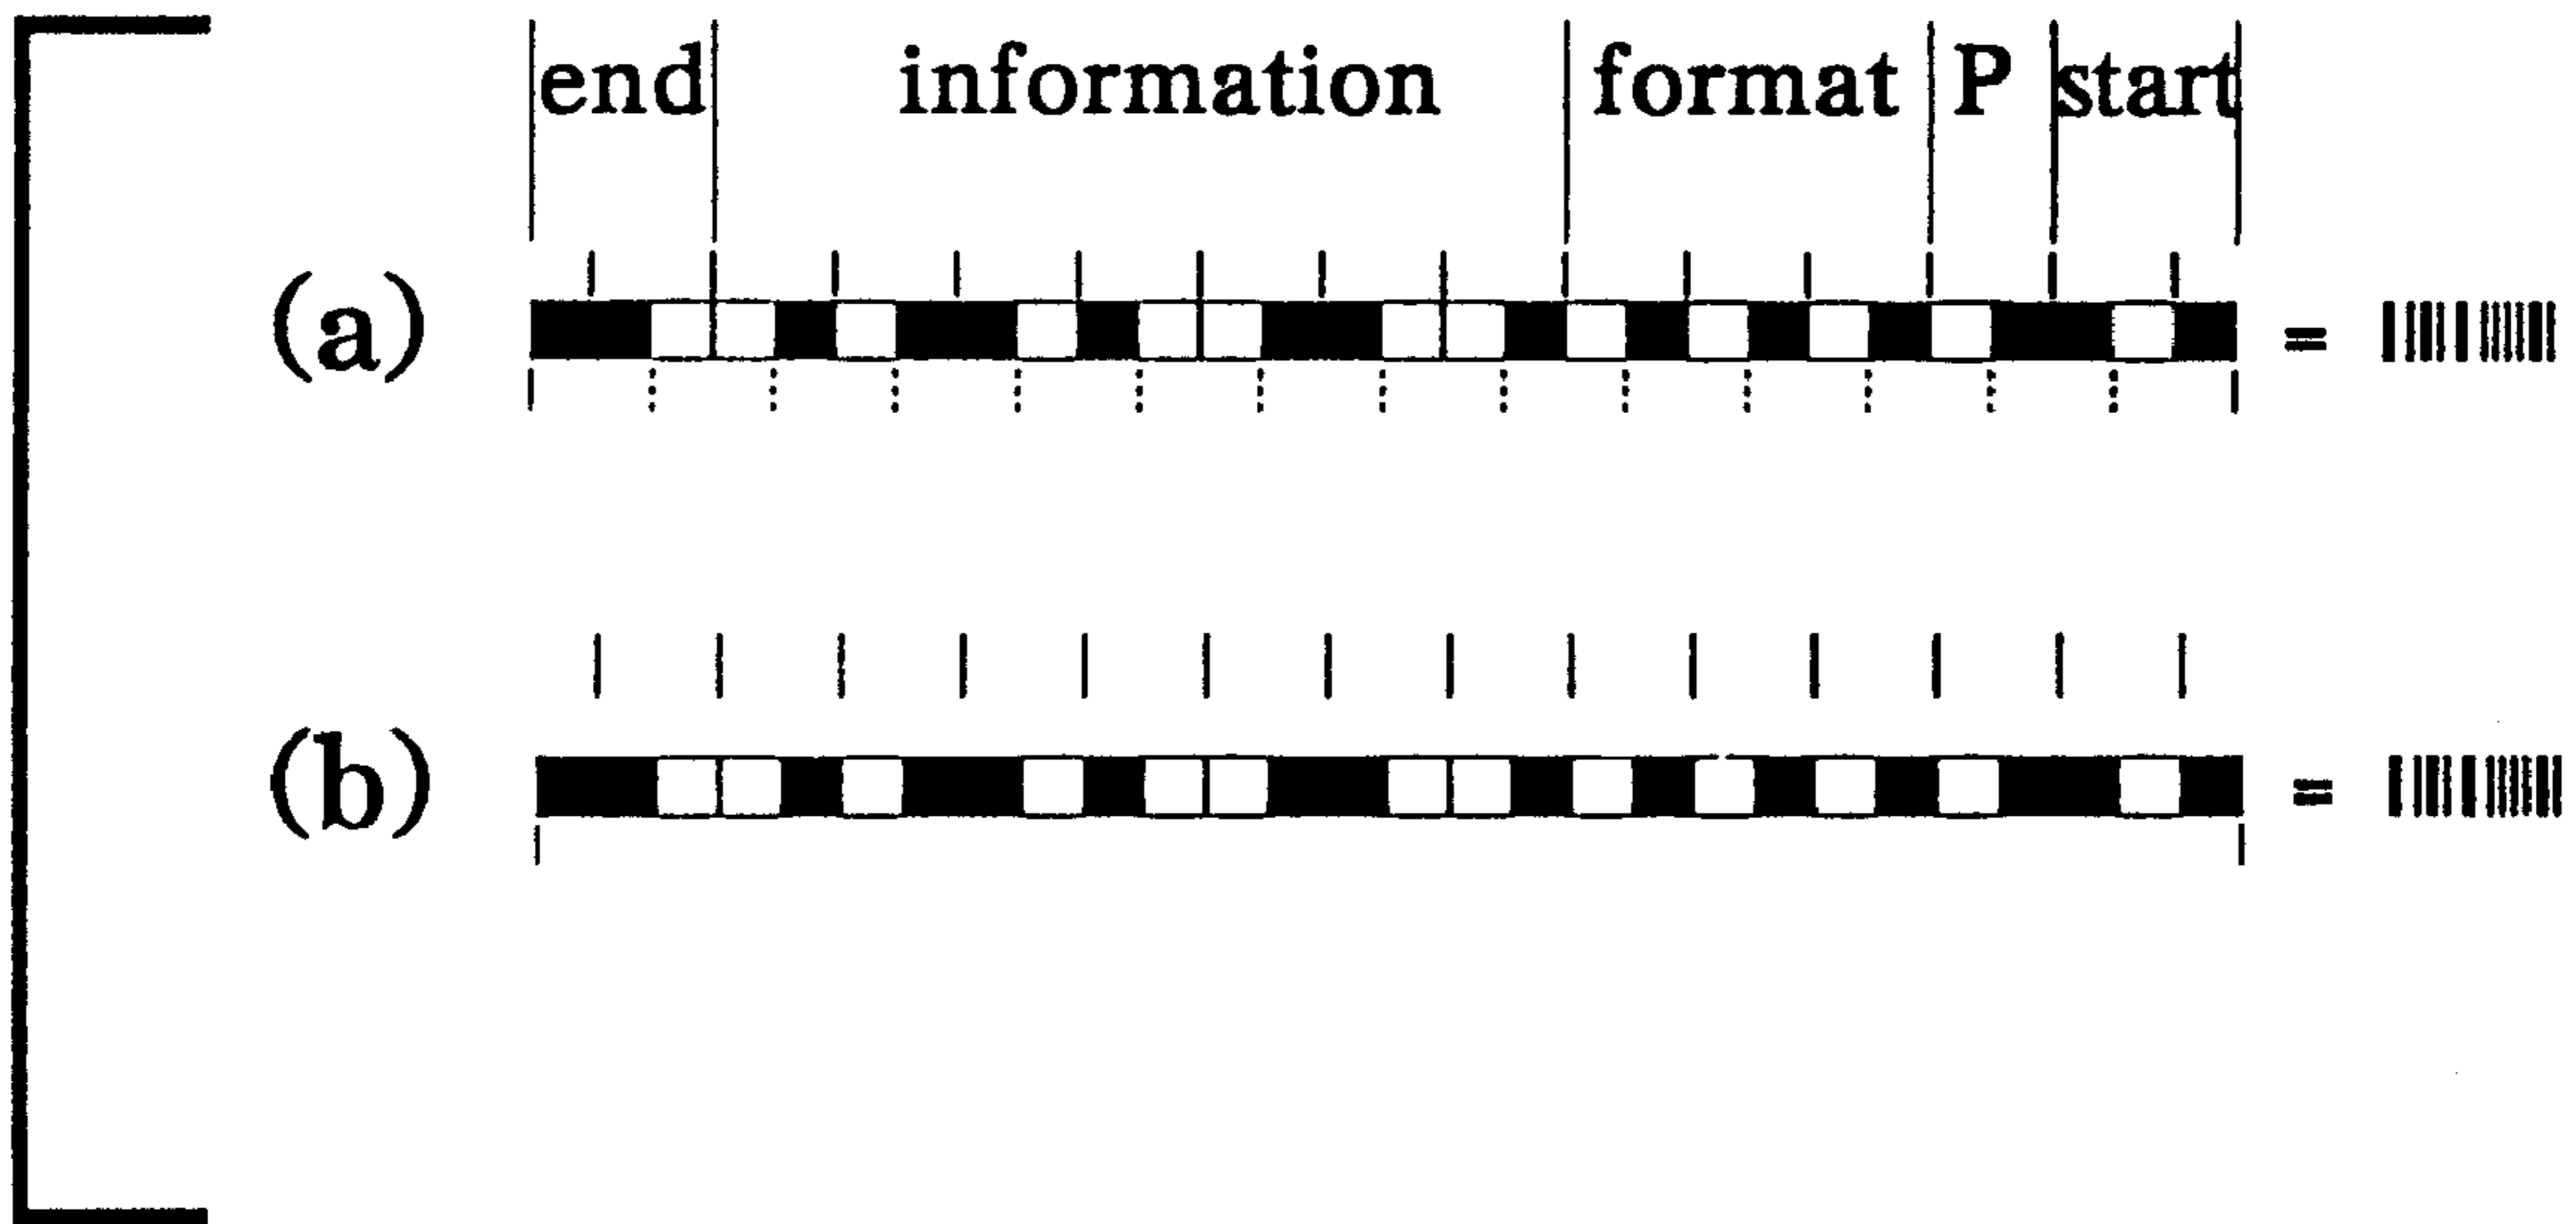 end information format P start
(a) =
(b) =